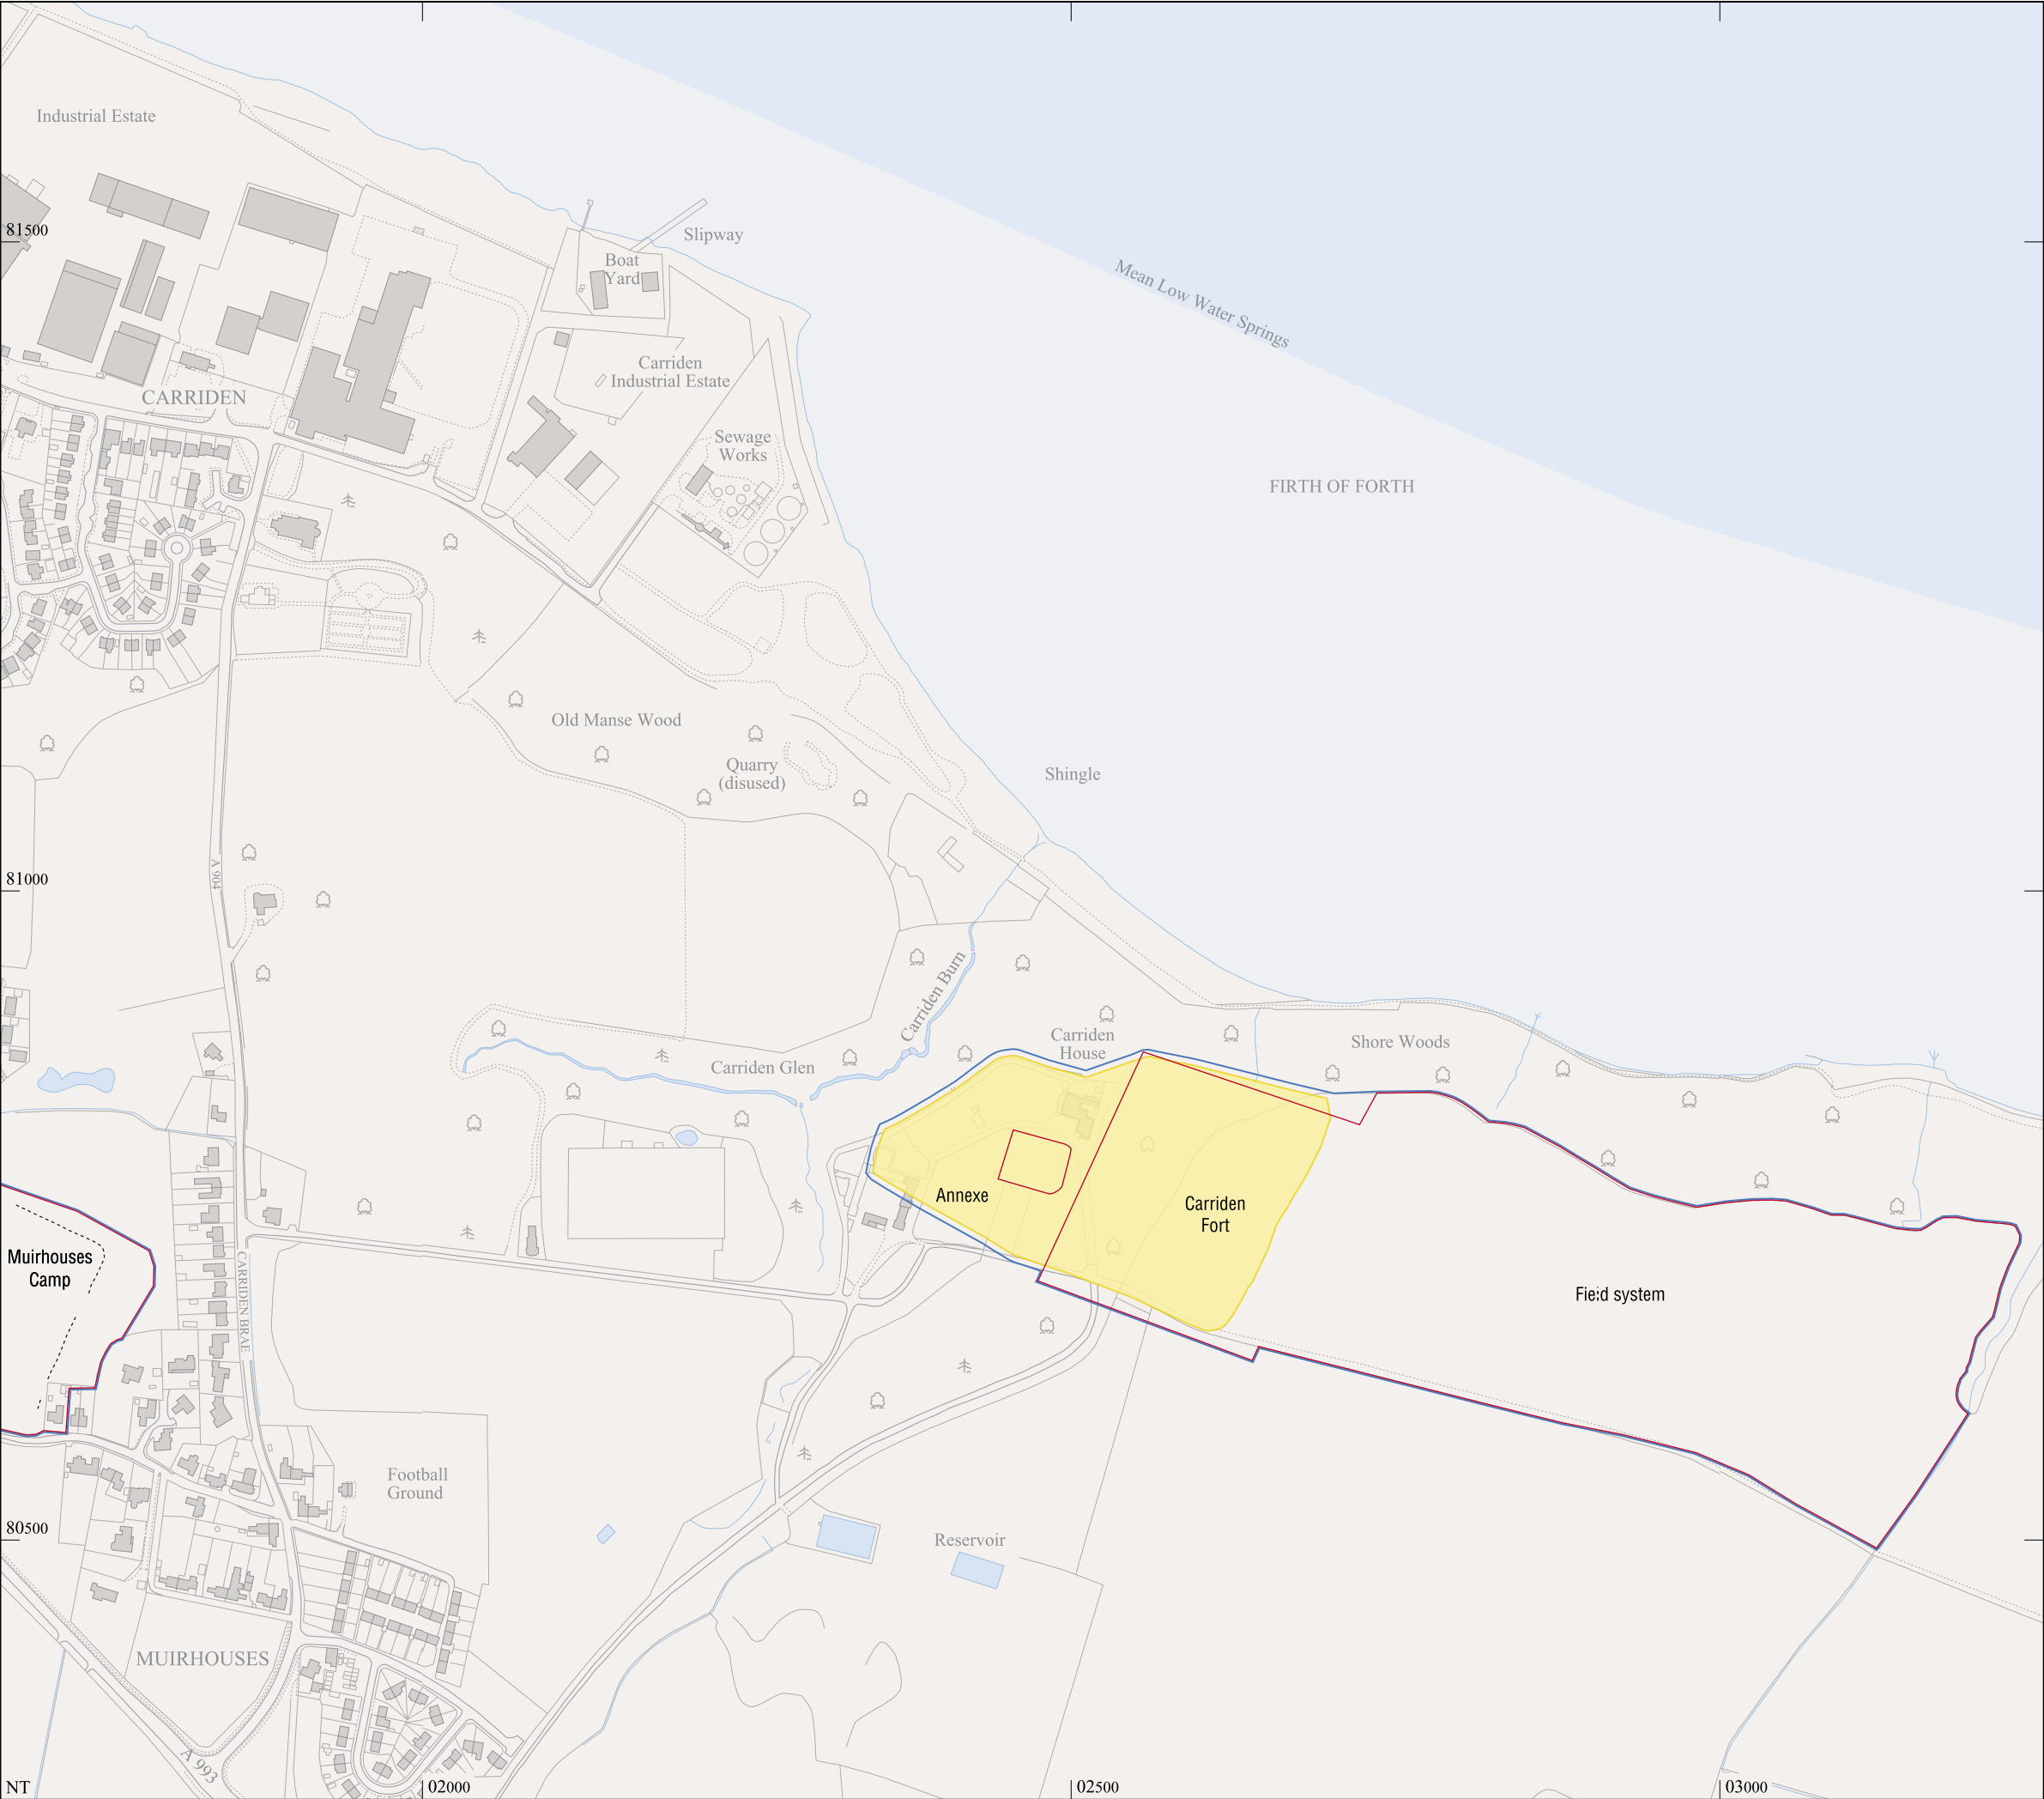 Industrial Estate
81500
Slipway
Boat
Yard
Mean Low Water Springs
Carriden
Industrial Estate
CARRIDEN
Sewage
Works
FIRTH OF FORTH
Old Manse Wood
Quarry
(disused)
Shingle
A 904
81000
Carriden Burn
Carriden
House
Shore Woods
Carriden Glen
Annexe
Carriden
Fort
Muirhouses
Camp
CARRIDEN BRAE
Field system
Football
Ground
80500
Reservoir
MUIRHOUSES
A 993
NT
02000
02500
03000